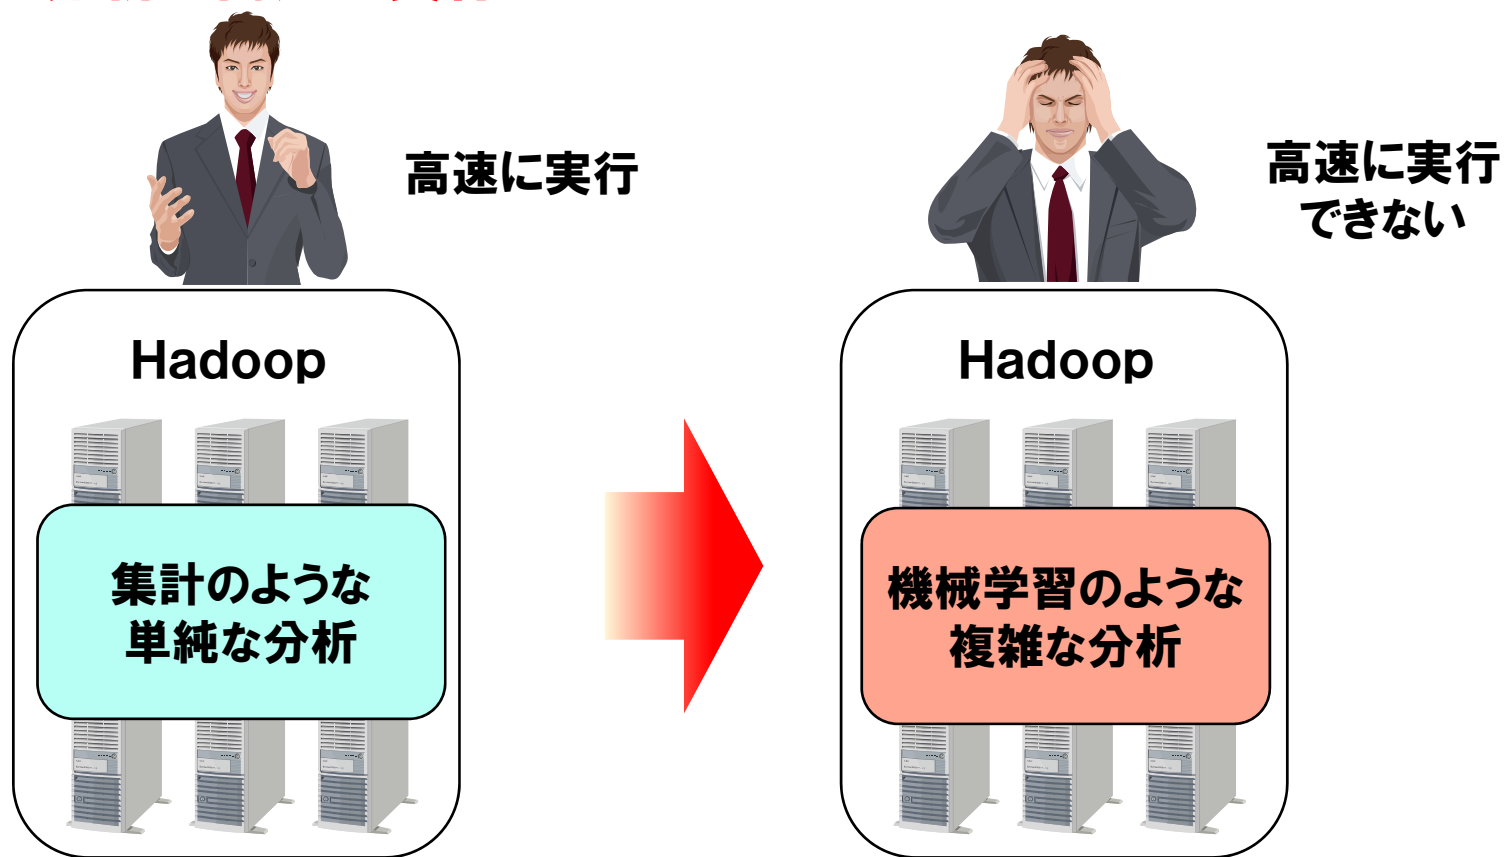 高速に実行
高速に実行
できない
Hadoop
Hadoop
集計のような
単純な分析
機械学習のような
複雑な分析